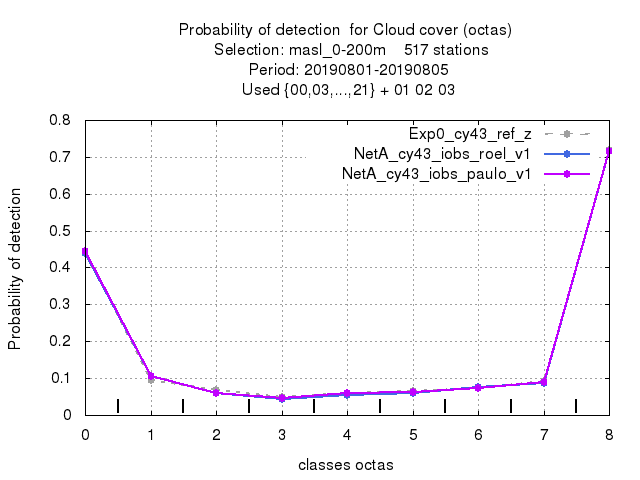 Probability of detection  for Cloud cover (octas)
Selection: masl_0-200m    517 stations
Period: 20190801-20190805
Used {00,03,...,21} + 01 02 03
Exp0_cy43_ref_z
NetA_cy43_iobs_roel_v1
NetA_cy43_iobs_paulo_v1
Probability of detection
0.8
0.7
0.6
0.5
0.4
0.3
0.2
0.1
0
0 1 2 3 4 5 6 7 8
classes octas